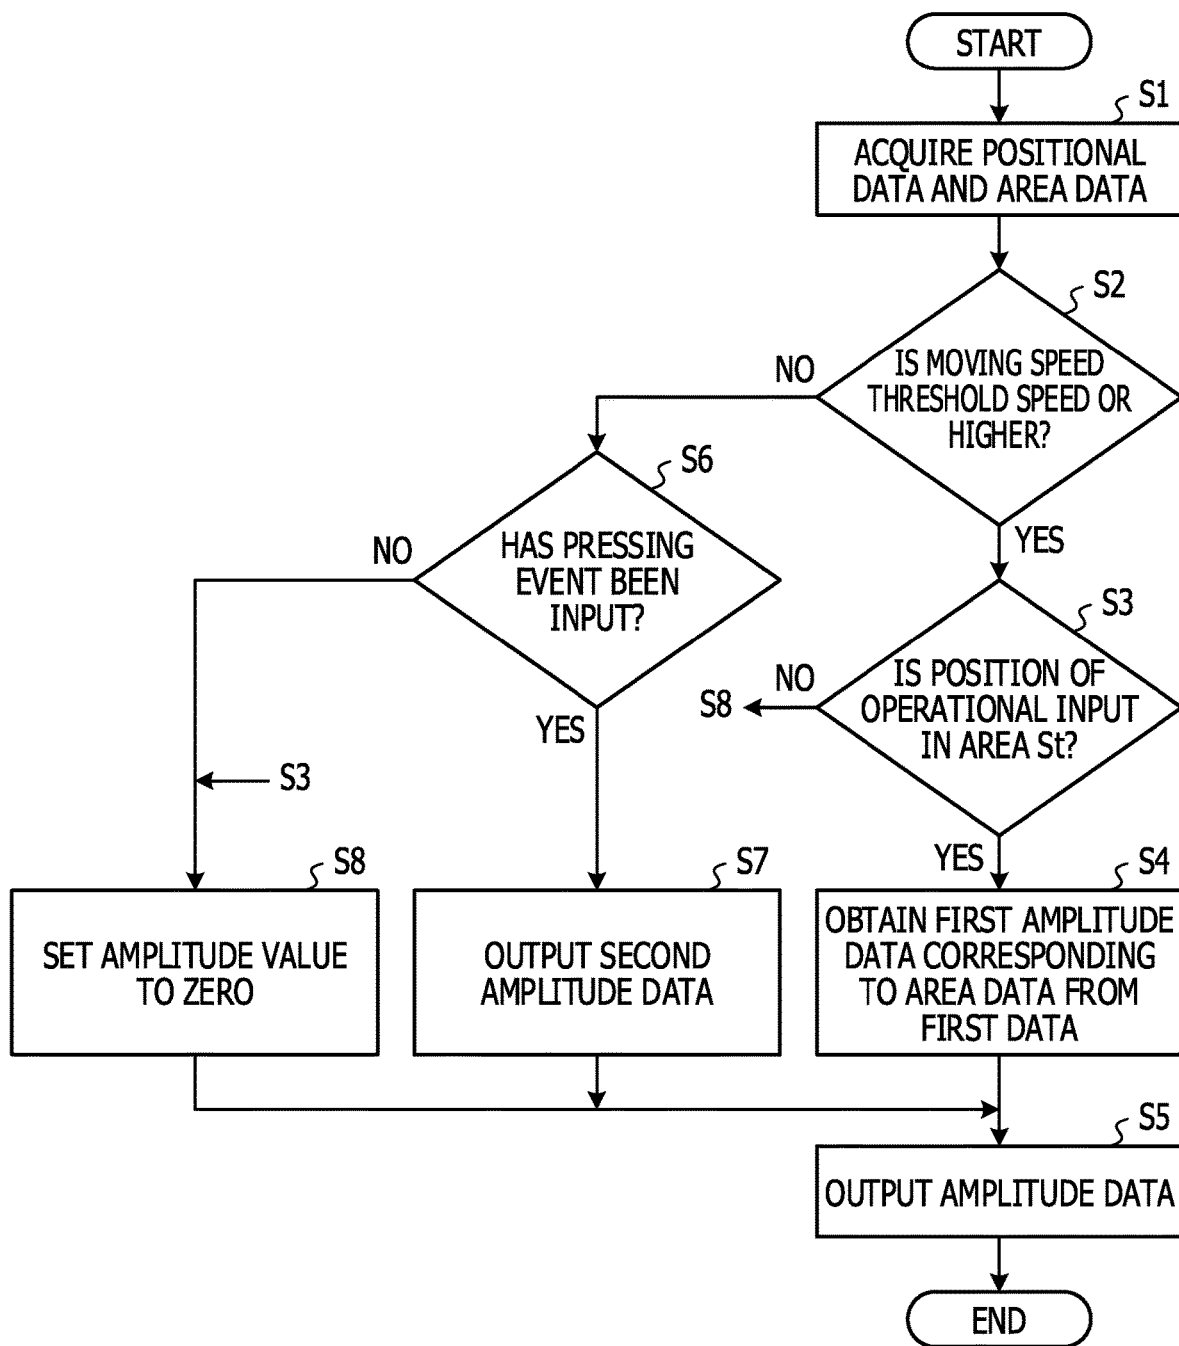 START
S1
ACQUIRE POSITIONAL
DATA AND AREA DATA
S2
IS MOVING SPEED
THRESHOLD SPEED OR
HIGHER?
NO
YES
S6
HAS PRESSING
EVENT BEEN
INPUT?
NO
YES
S3
IS POSITION OF
OPERATIONAL INPUT
IN AREA St?
NO
S8
YES
S3
S8
SET AMPLITUDE VALUE
TO ZERO
S7
OUTPUT SECOND
AMPLITUDE DATA
S4
OBTAIN FIRST AMPLITUDE
DATA CORRESPONDING
TO AREA DATA FROM
FIRST DATA
S5
OUTPUT AMPLITUDE DATA
END